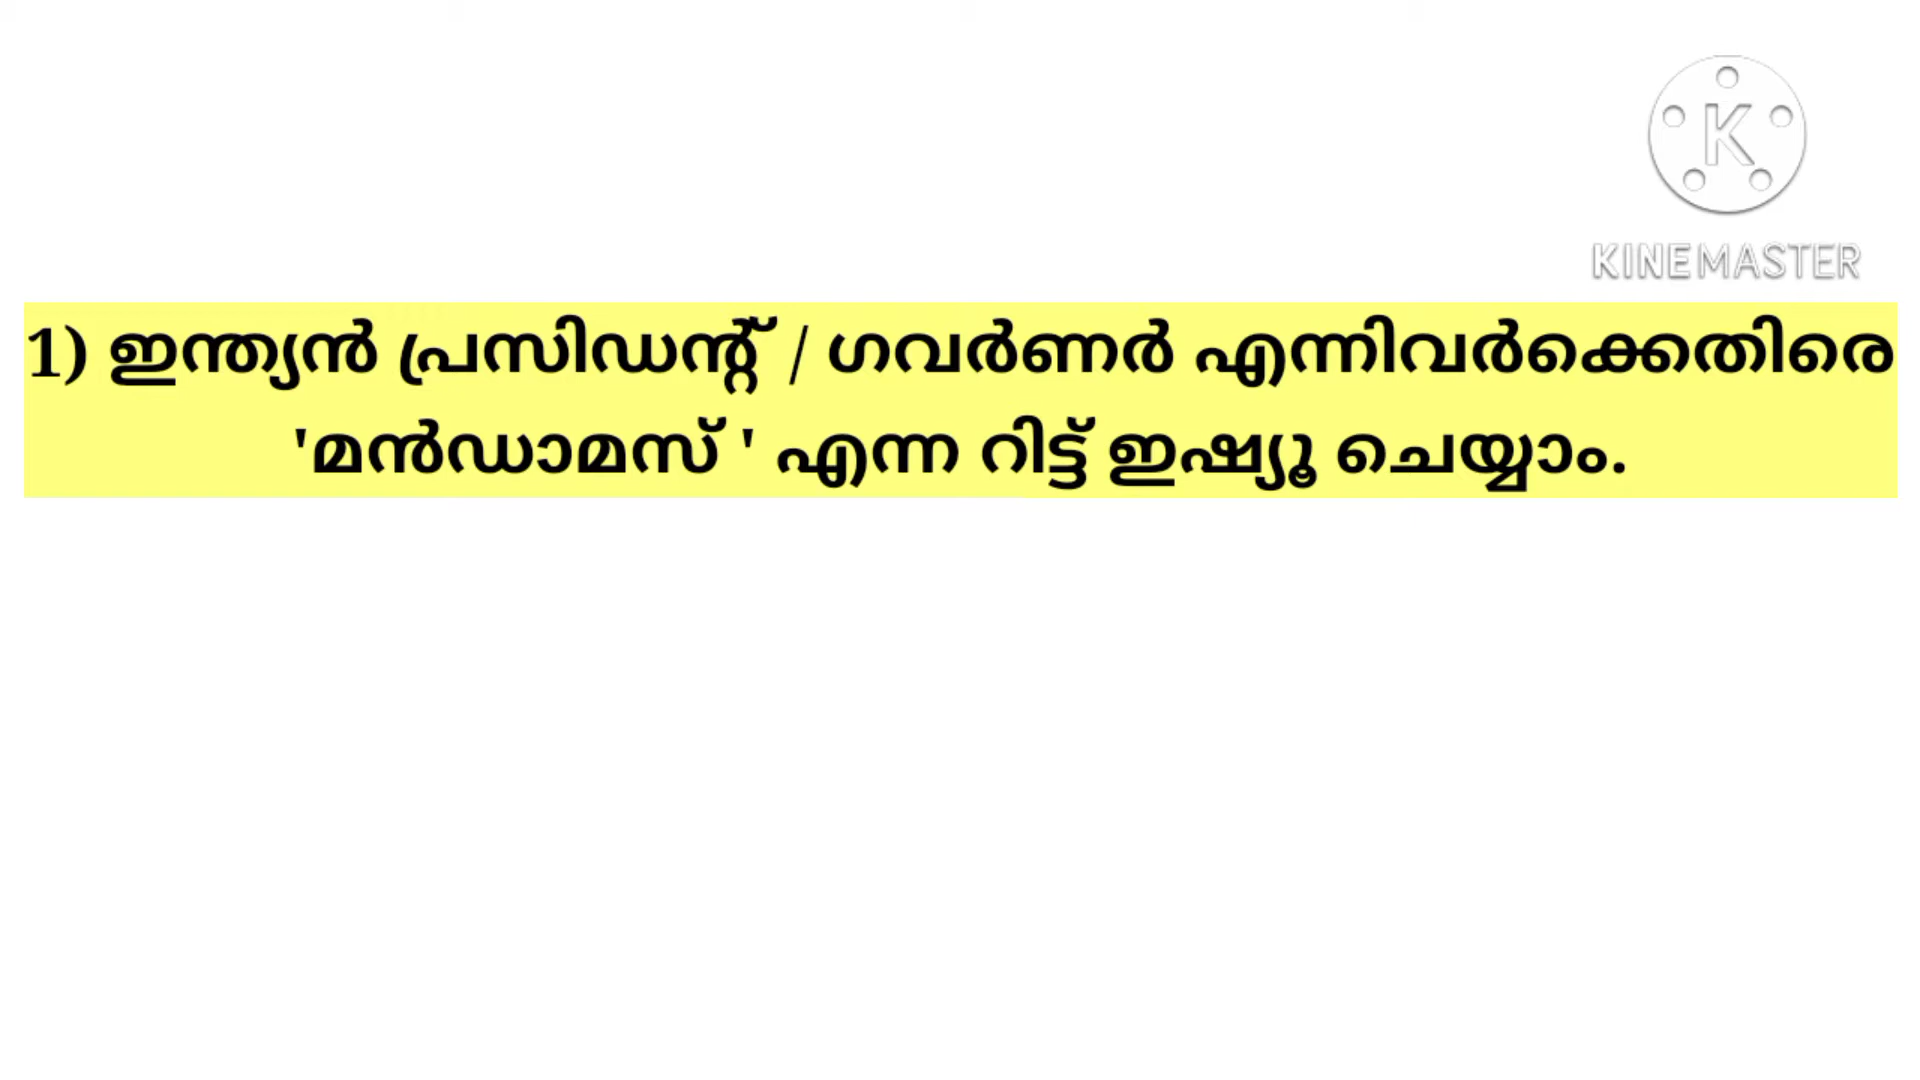 KINEMASTER
1) ഇന്ത്യൻ പ്രസിഡന്റ് / ഗവർണർ എന്നിവർക്കെതിരെ
'മൻഡാമസ് ' എന്ന റിട്ട് ഇഷ്യൂ ചെയ്യാം.